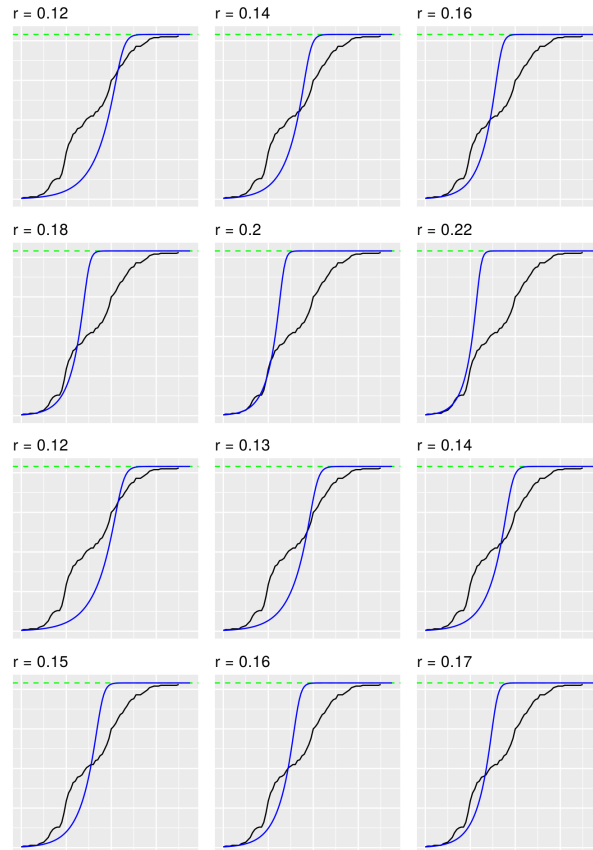 r = 0.12
r = 0.14
r = 0.16
r = 0.18
r = 0.2
r = 0.22
r = 0.12
r = 0.13
r = 0.14
r = 0.15
r = 0.16
r = 0.17